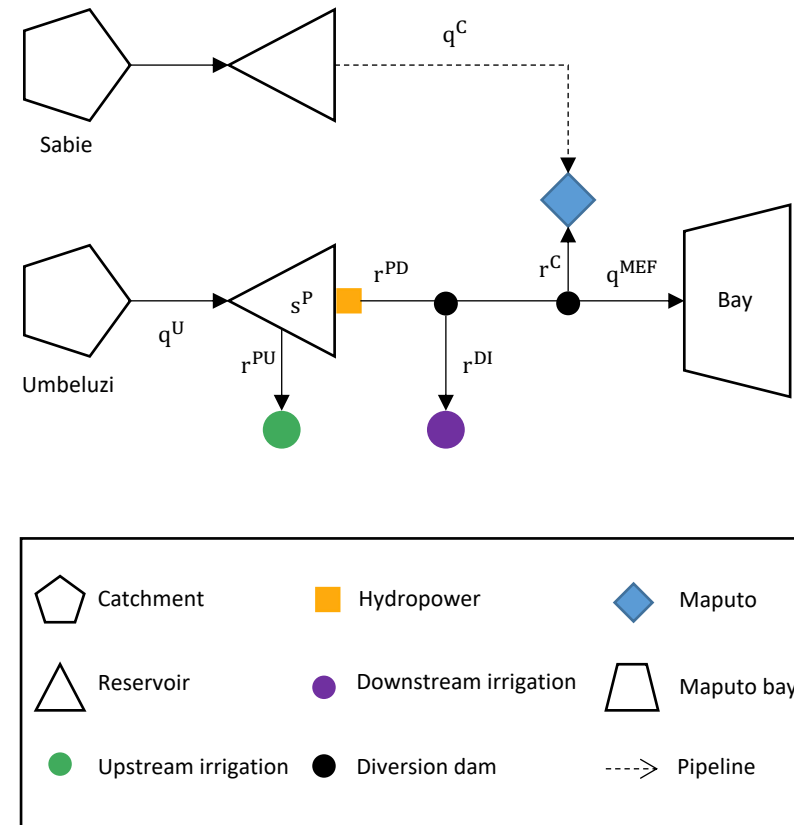 q^C
Sabie
r^PD
r^C
q^MEF
s^P
Bay
q^U
r^PU
r^DI
Umbeluzi
Catchment
Hydropower
Maputo
Reservoir
Downstream irrigation
Maputo bay
Upstream irrigation
Diversion dam
Pipeline